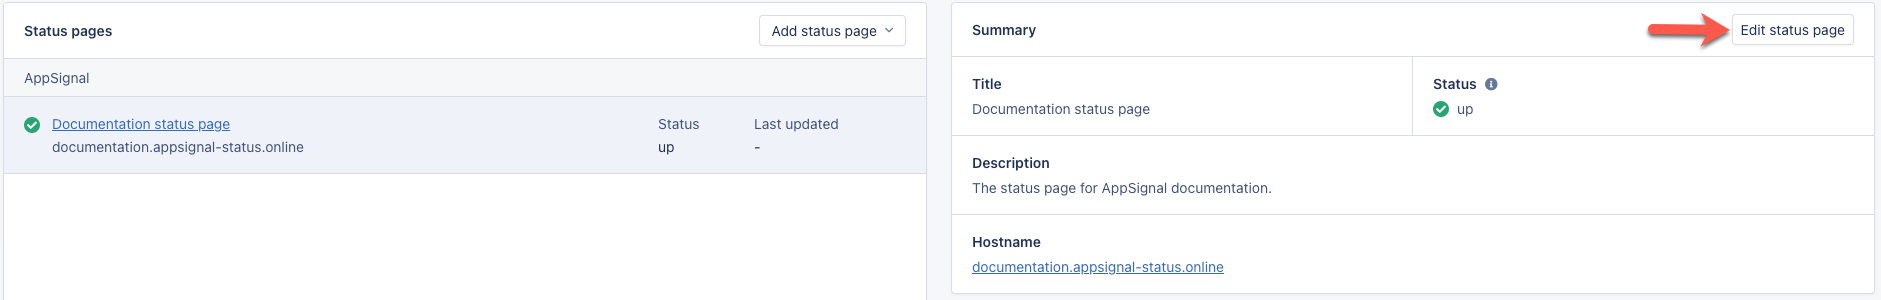 Status pages
Add status page
AppSignal
Documentation status page
documentation.appsignal-status.online
Status
up
Last updated
-
Summary
Edit status page
Title
Documentation status page
Status
up
Description
The status page for AppSignal documentation.
Hostname
documentation.appsignal-status.online